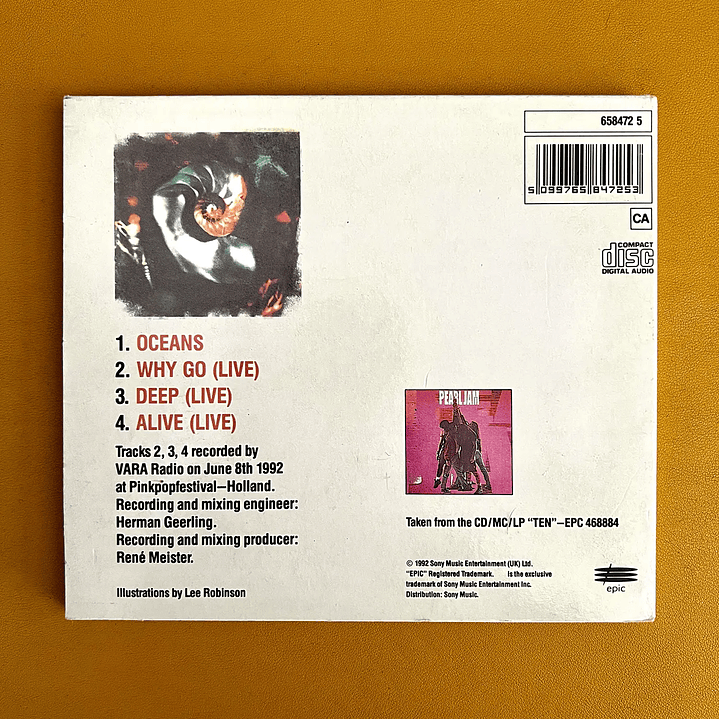 658472 5
5 099765 847253
CA
COMPACT
disc
DIGITAL AUDIO
1. OCEANS
2. WHY GO (LIVE)
3. DEEP (LIVE)
4. ALIVE (LIVE)
Tracks 2, 3, 4 recorded by
VARA Radio on June 8th 1992
at Pinkpopfestival–Holland.
Recording and mixing engineer:
Herman Geerling.
Recording and mixing producer:
René Meister.
Illustrations by Lee Robinson
PEARL JAM
Taken from the CD/MC/LP “TEN”–EPC 468884
© 1992 Sony Music Entertainment (UK) Ltd.
“EPIC” Registered Trademark. is the exclusive
trademark of Sony Music Entertainment Inc.
Distribution: Sony Music.
epic